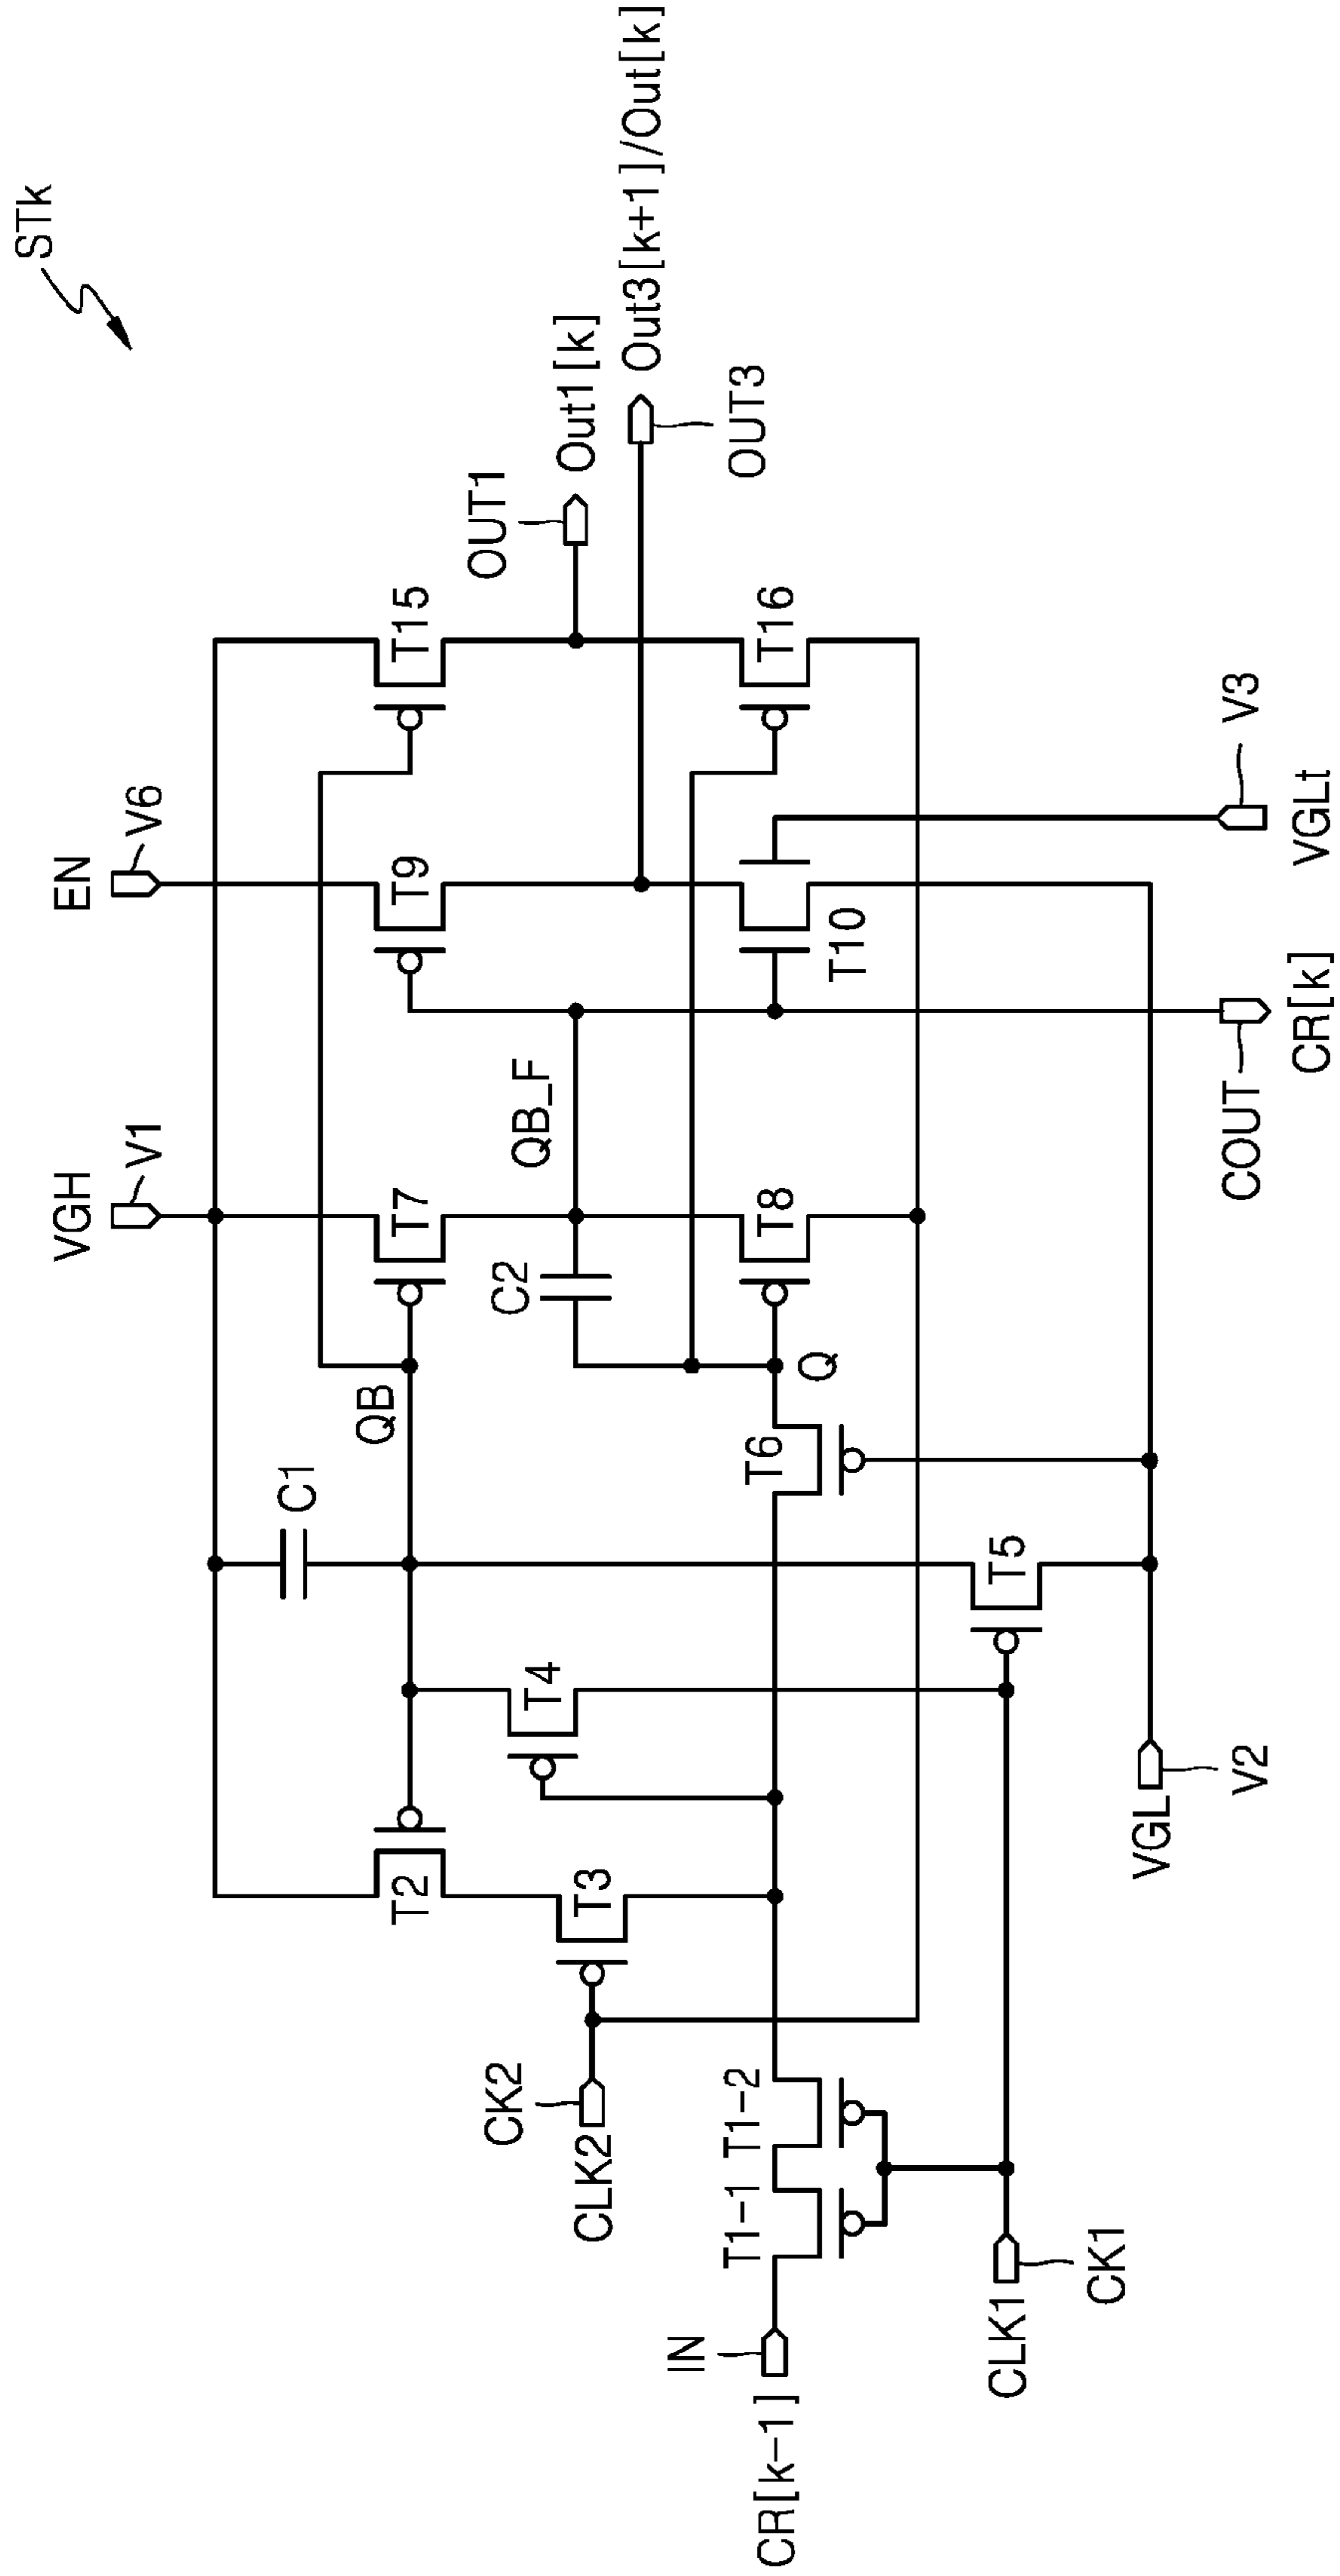 STk
EN
V6
VGH
V1
OUT1
Out1[k]
Out3[k+1]/Out[k]
OUT3
T15
T9
T7
QB
C1
T2
T4
T3
CK2
CLK2
QB_F
C2
T16
T10
T8
Q
T6
T5
T1-2
T1-1
IN
CR[k-1]
CLK1
CK1
VGL
V2
COUT
CR[k]
V3
VGLt